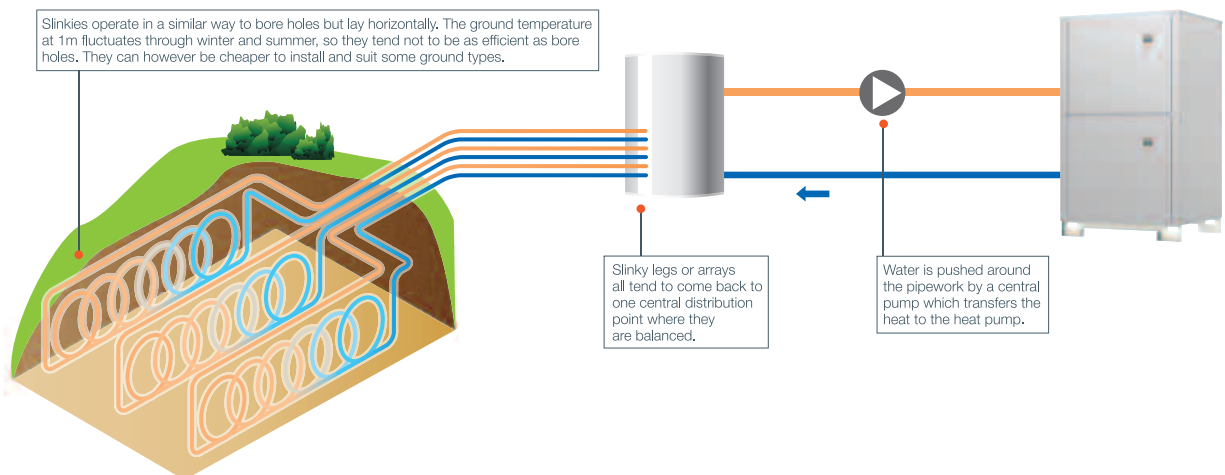 Slinkies operate in a similar way to bore holes but lay horizontally. The ground temperature
at 1m fluctuates through winter and summer, so they tend not to be as efficient as bore
holes. They can however be cheaper to install and suit some ground types.
Slinky legs or arrays
all tend to come back to
one central distribution
point where they
are balanced.
Water is pushed around
the pipework by a central
pump which transfers the
heat to the heat pump.